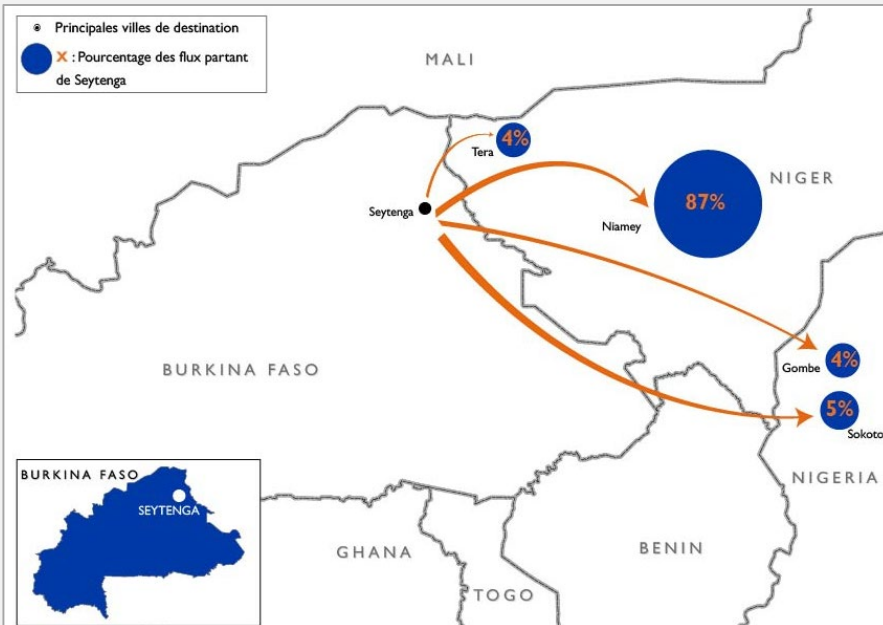 Principales villes de destination
X : Pourcentage des flux partant
de Seytenga
MALI
Tera
4%
NIGER
87%
Seytenga
Niamey
Gombe
4%
BURKINA FASO
5%
Sokoto
NIGERIA
BURKINA FASO
SEYTENGA
GHANA
BENIN
TOGO